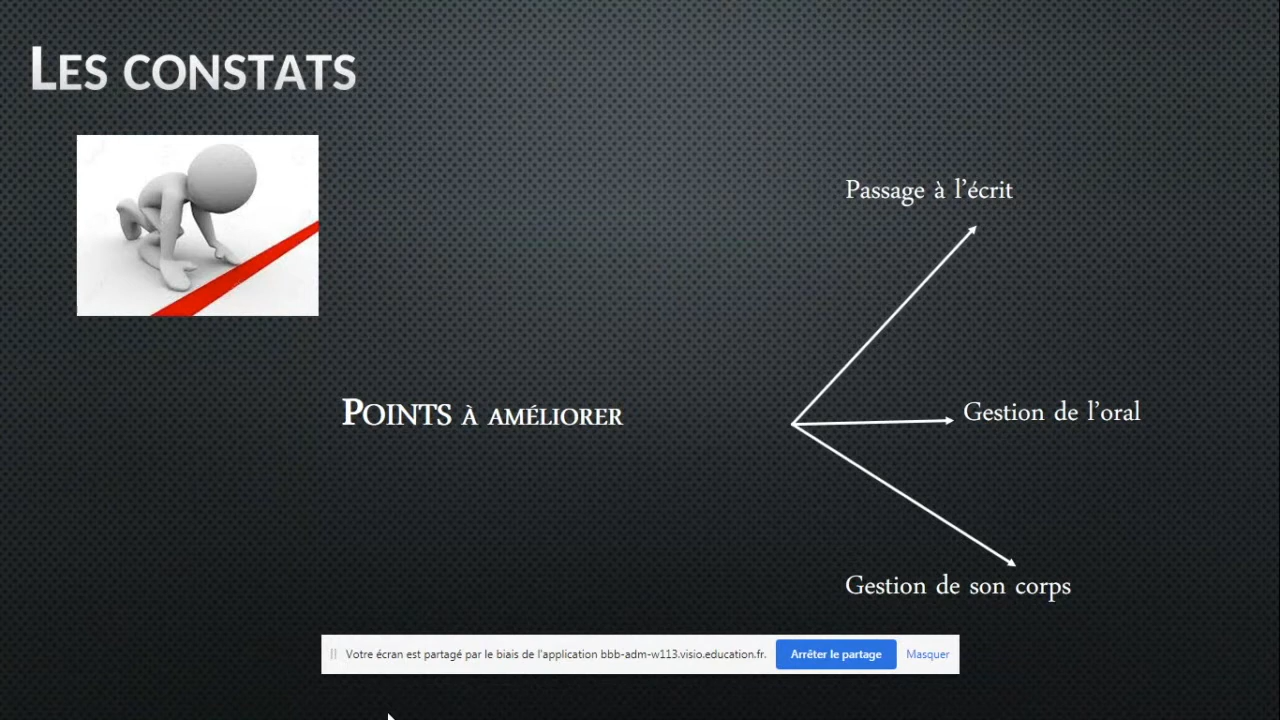 LES CONSTATS
Passage à l'écrit
POINTS À AMÉLIORER
Gestion de l'oral
Gestion de son corps
Votre écran est partagé par le biais de l'application bbb-adm-w113.visio.education.fr.
Arrêter le partage
Masquer